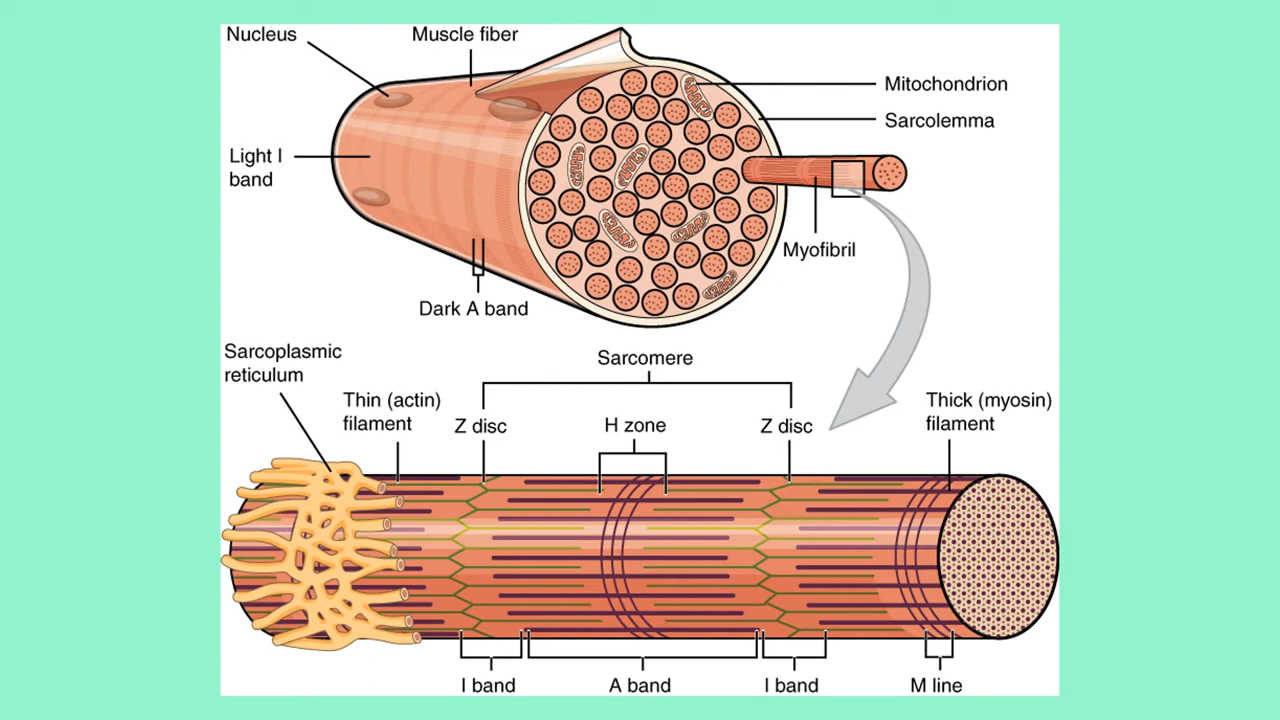 Nucleus
Muscle fiber
Mitochondrion
Sarcolemma
Light I
band
Myofibril
Dark A band
Sarcoplasmic
reticulum
Sarcomere
Thin (actin)
filament
Z disc
H zone
Z disc
Thick (myosin)
filament
I band
A band
I band
M line